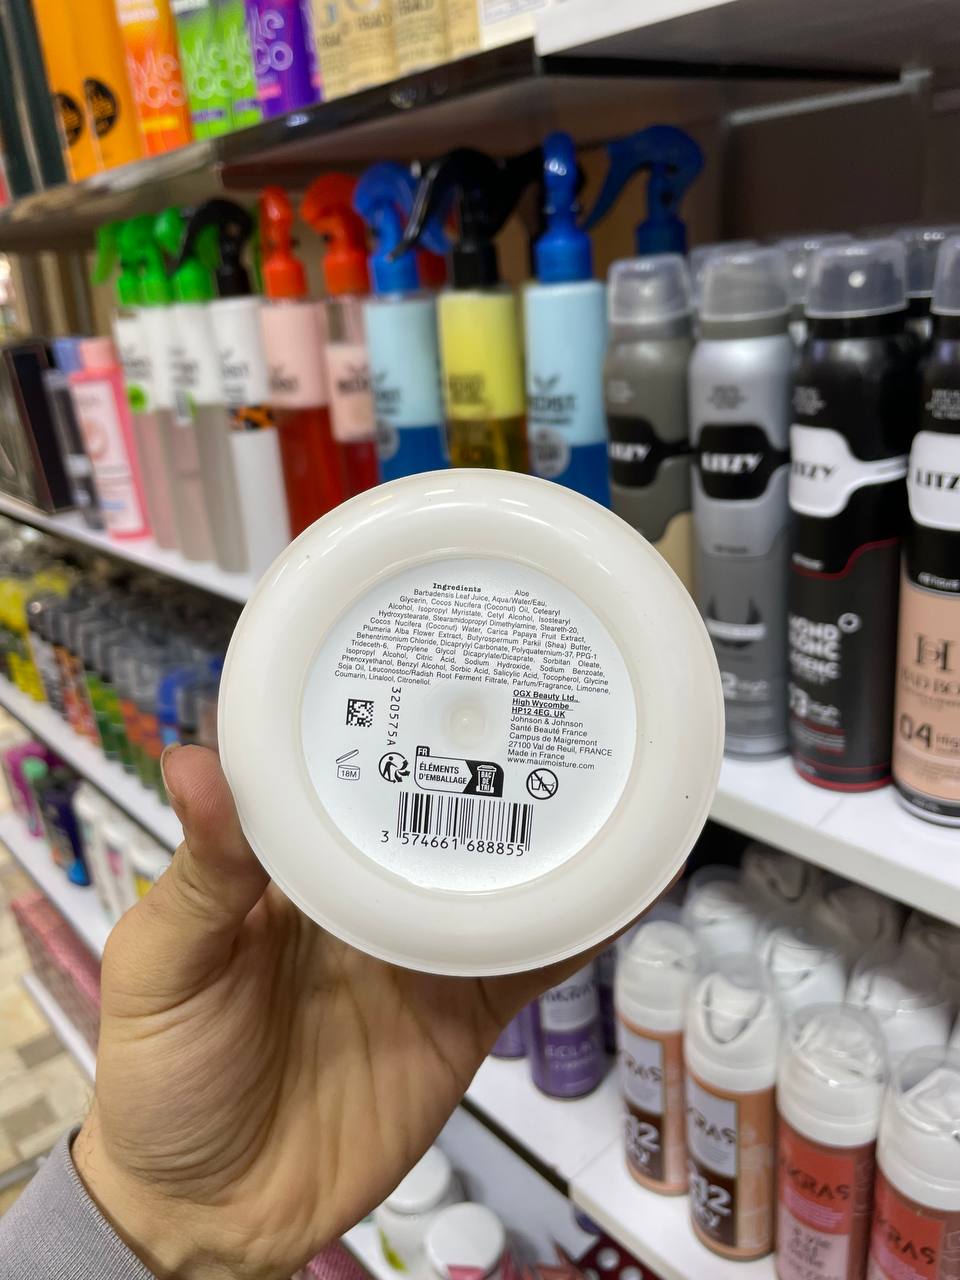 Ingredients Aloe
Barbadensis Leaf Juice, Aqua/Water/Eau,
Glycerin, Cocos Nucifera (Coconut) Oil, Cetearyl
Alcohol, Isopropyl Myristate, Cetyl Alcohol, Isostearyl
Hydroxystearate, Stearamidopropyl Dimethylamine, Steareth-20,
Cocos Nucifera (Coconut) Water, Carica Papaya Fruit Extract,
Plumeria Alba Flower Extract, Butyrospermum Parkii (Shea) Butter,
Behentrimonium Chloride, Dicaprylyl Carbonate, Polyquaternium-37, PPG-1
Trideceth-6, Propylene Glycol Dicaprylate/Dicaprate, Sorbitan Oleate,
Isopropyl Alcohol, Citric Acid, Sodium Hydroxide, Sodium Benzoate,
Phenoxyethanol, Benzyl Alcohol, Sorbic Acid, Salicylic Acid, Tocopherol, Glycine
Soja Oil, Leuconostoc/Radish Root Ferment Filtrate, Parfum/Fragrance, Limonene,
Coumarin, Linalool, Citronellol.
320575A
OGX Beauty Ltd.,
High Wycombe
HP12 4EG, UK
Johnson & Johnson
Santé Beauté France
Campus de Maigremont
27100 Val de Reuil, FRANCE
Made in France
www.mauimoisture.com
18M
FR
ÉLÉMENTS
D'EMBALLAGE
BAC
DE
TRI
3 574661 688855
LITZY
LITZY
04